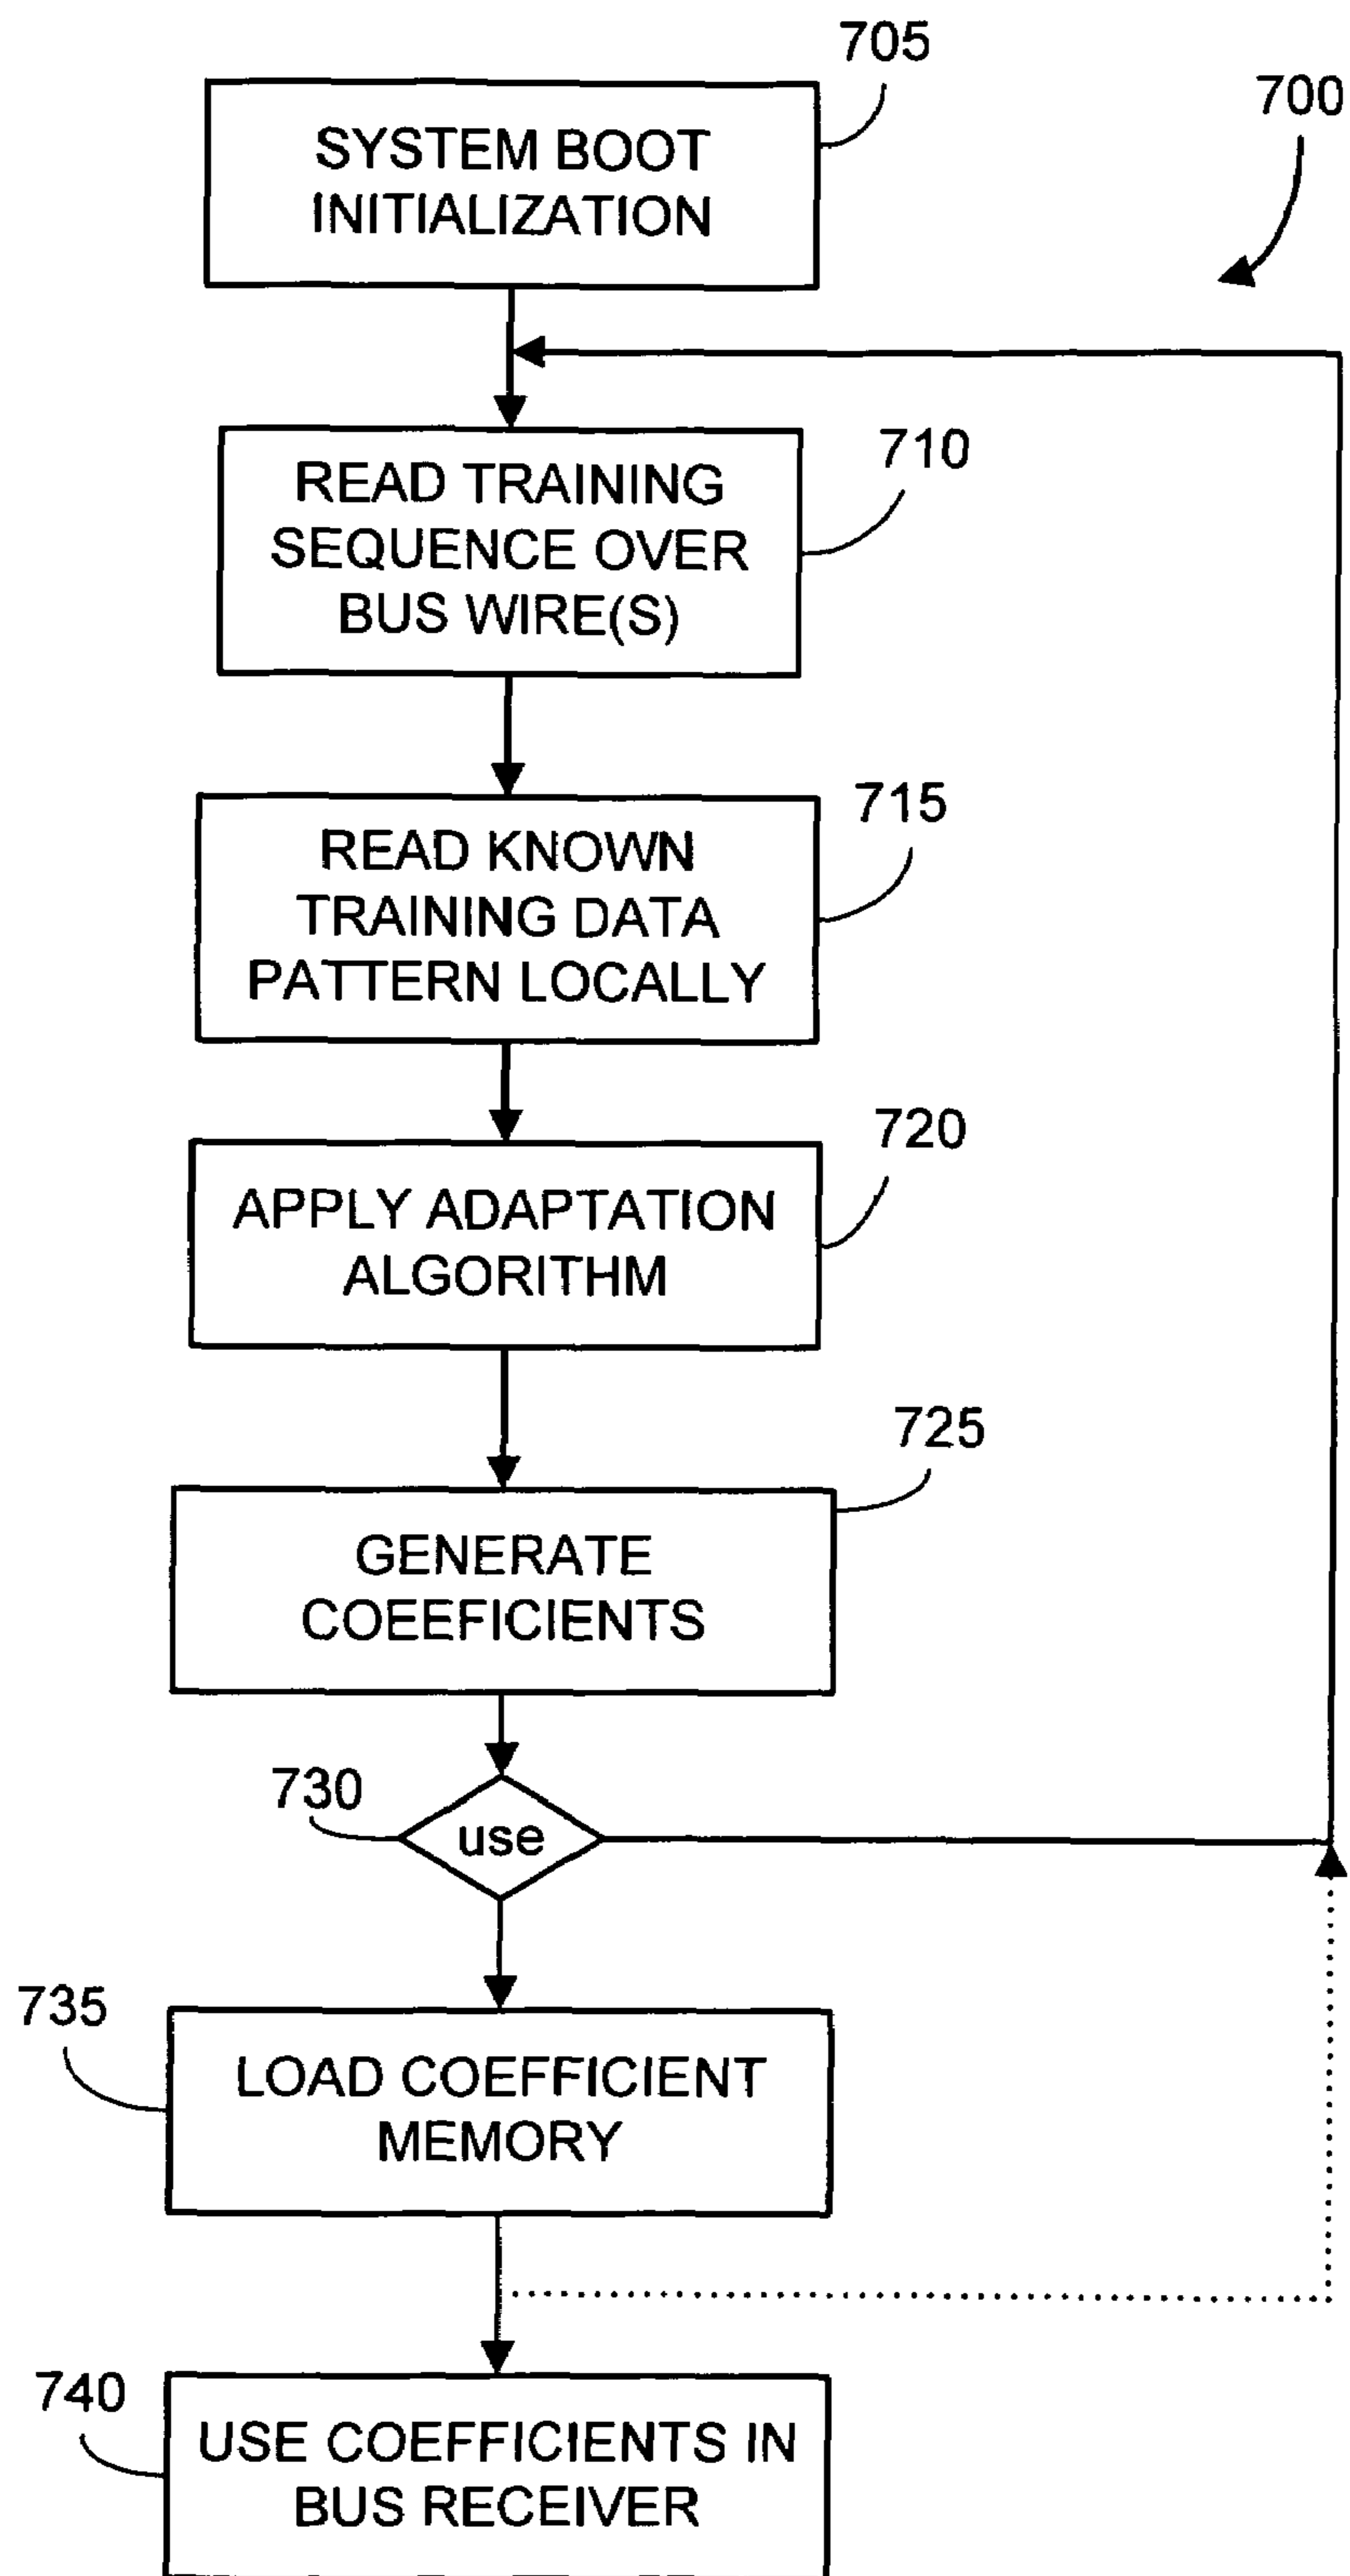 705
700
SYSTEM BOOT
INITIALIZATION
710
READ TRAINING
SEQUENCE OVER
BUS WIRE(S)
715
READ KNOWN
TRAINING DATA
PATTERN LOCALLY
720
APPLY ADAPTATION
ALGORITHM
725
GENERATE
COEEFICIENTS
730
use
735
LOAD COEFFICIENT
MEMORY
740
USE COEFFICIENTS IN
BUS RECEIVER